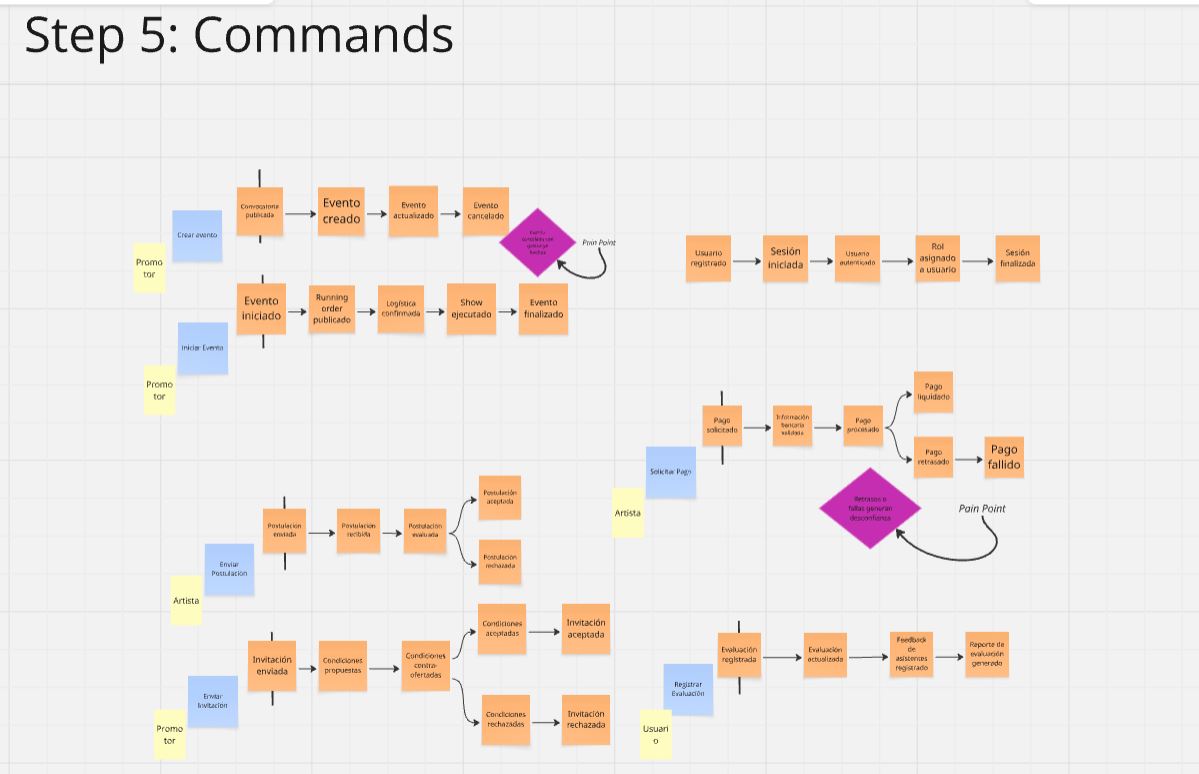 Step 5: Commands
Convocatoria
publicada
Evento
creado
Evento
actualizado
Evento
cancelado
Crear evento
Promo
tor
Pain Point
Evento
iniciado
Running
order
publicado
Logística
confirmada
Show
ejecutado
Evento
finalizado
Iniciar Evento
Promo
tor
Usuario
registrado
Sesión
iniciada
Usuario
autenticado
Rol
asignado
a usuario
Sesión
finalizada
Pago
solicitado
Información
bancaria
validada
Pago
procesado
Pago
liquidado
Pago
retrasado
Pago
fallido
Solicitar Pago
Artista
Retrasos o
fallas generan
desconfianza
Pain Point
Postulación
enviada
Postulación
recibida
Postulación
evaluada
Postulación
aceptada
Postulación
rechazada
Enviar
Postulación
Artista
Invitación
enviada
Condiciones
propuestas
Condiciones
contra-
ofertadas
Condiciones
aceptadas
Invitación
aceptada
Condiciones
rechazadas
Invitación
rechazada
Enviar
Invitación
Promo
tor
Evaluación
registrada
Evaluación
actualizada
Feedback
de
asistentes
registrado
Reporte de
evaluación
generado
Registrar
Evaluación
Usuari
o